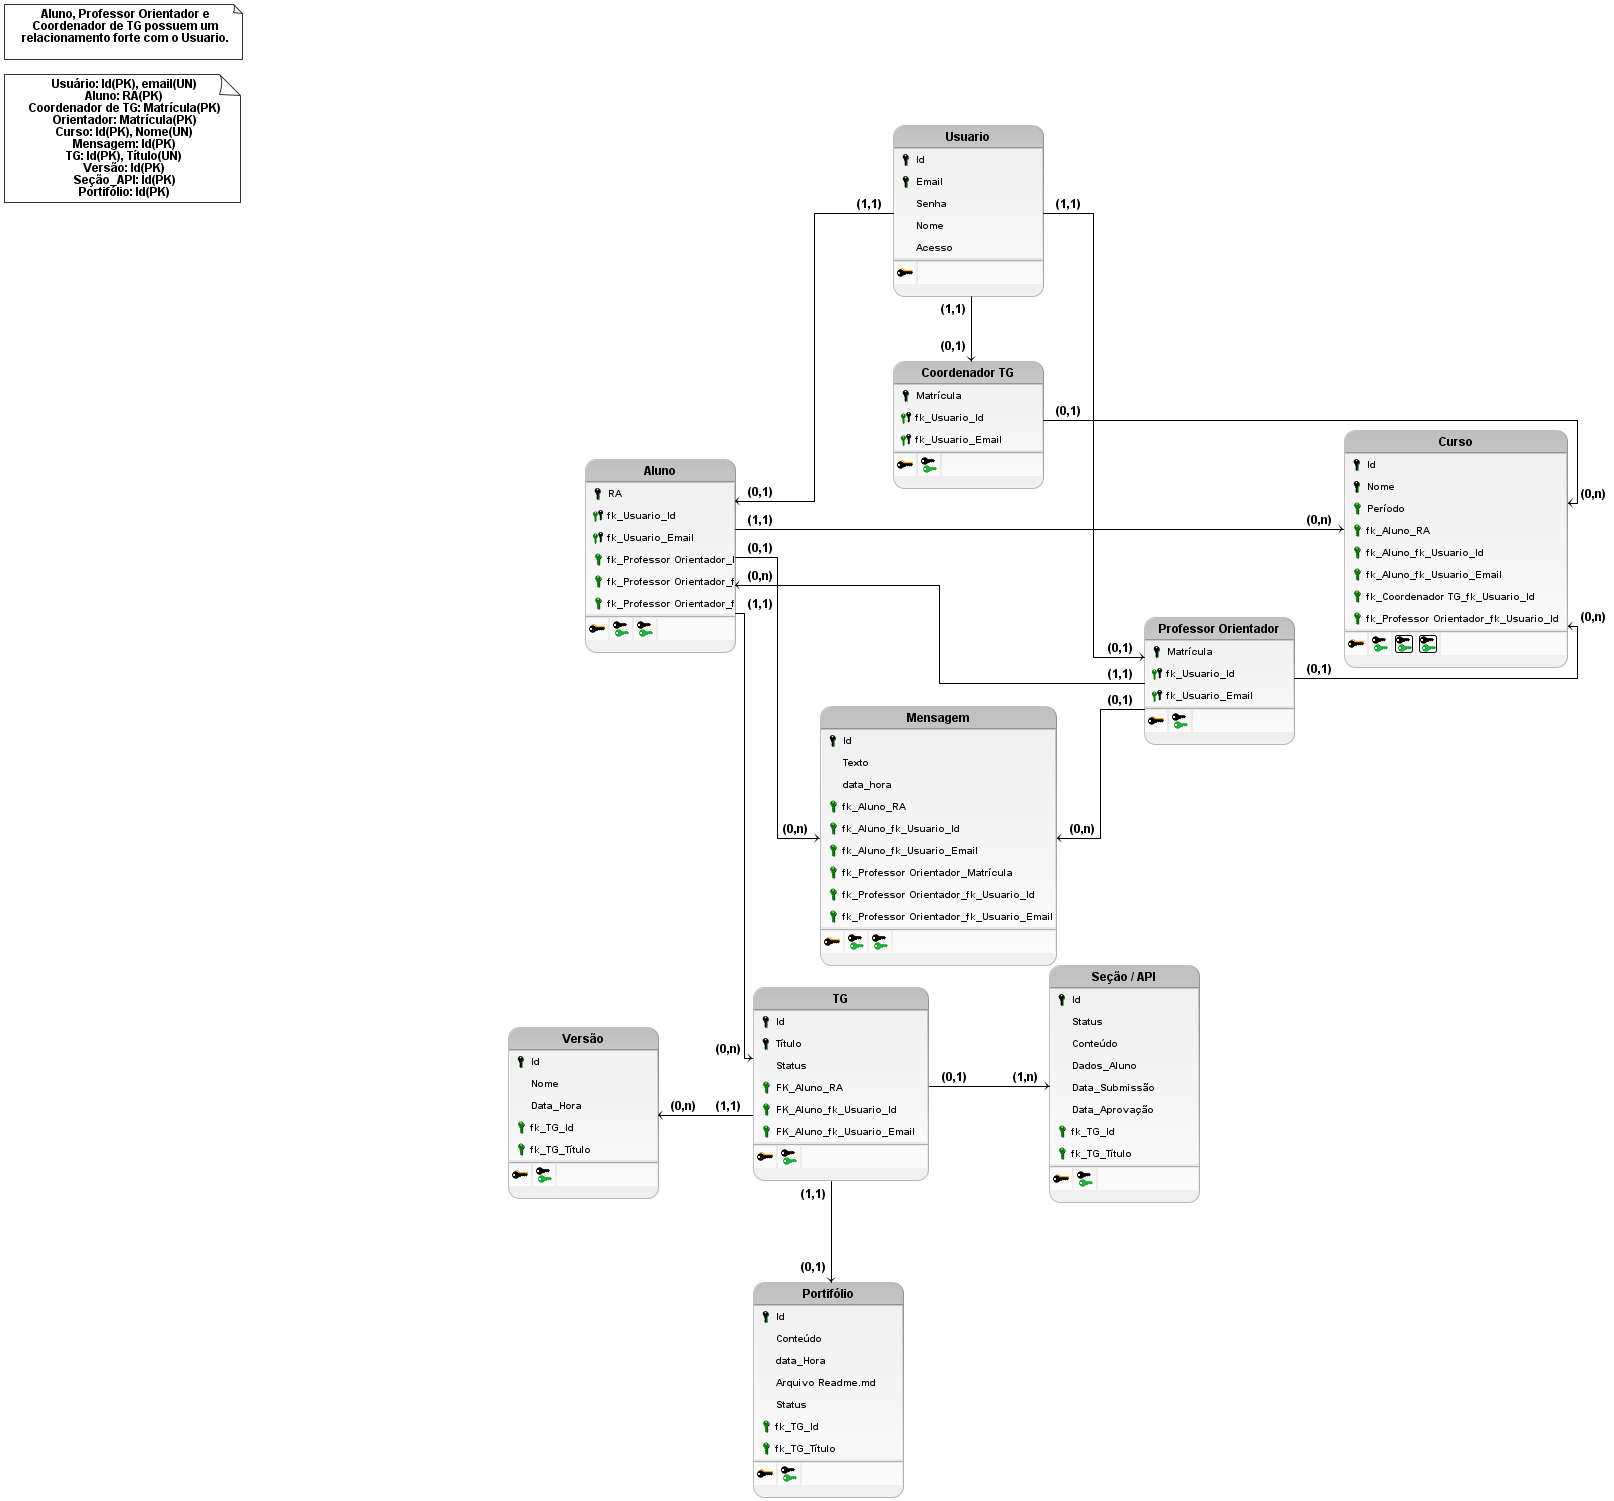 Aluno, Professor Orientador e
Coordenador de TG possuem um
relacionamento forte com o Usuario.
Usuário: Id(PK), email(UN)
Aluno: RA(PK)
Coordenador de TG: Matrícula(PK)
Orientador: Matrícula(PK)
Curso: Id(PK), Nome(UN)
Mensagem: Id(PK)
TG: Id(PK), Título(UN)
Versão: Id(PK)
Seção_API: Id(PK)
Portifólio: Id(PK)
Usuario
Id
Email
Senha
Nome
Acesso
(1,1)
(1,1)
(1,1)
(0,1)
Coordenador TG
Matrícula
fk_Usuario_Id
fk_Usuario_Email
(0,1)
(0,n)
Aluno
RA
fk_Usuario_Id
fk_Usuario_Email
fk_Professor Orientador_
fk_Professor Orientador_f
fk_Professor Orientador_f
(0,1)
(1,1)
(0,1)
(0,n)
(1,1)
(0,n)
Curso
Id
Nome
Período
fk_Aluno_RA
fk_Aluno_fk_Usuario_Id
fk_Aluno_fk_Usuario_Email
fk_Coordenador TG_fk_Usuario_Id
fk_Professor Orientador_fk_Usuario_Id
(0,n)
Professor Orientador
Matrícula
fk_Usuario_Id
fk_Usuario_Email
(0,1)
(1,1)
(0,1)
(0,1)
Mensagem
Id
Texto
data_hora
fk_Aluno_RA
fk_Aluno_fk_Usuario_Id
fk_Aluno_fk_Usuario_Email
fk_Professor Orientador_Matrícula
fk_Professor Orientador_fk_Usuario_Id
fk_Professor Orientador_fk_Usuario_Email
(0,n)
(0,n)
TG
Id
Título
Status
FK_Aluno_RA
FK_Aluno_fk_Usuario_Id
FK_Aluno_fk_Usuario_Email
(0,n)
(0,1)
(1,n)
(0,n)
(1,1)
Seção / API
Id
Status
Conteúdo
Dados_Aluno
Data_Submissão
Data_Aprovação
fk_TG_Id
fk_TG_Título
Versão
Id
Nome
Data_Hora
fk_TG_Id
fk_TG_Título
(1,1)
(0,1)
Portifólio
Id
Conteúdo
data_Hora
Arquivo Readme.md
Status
fk_TG_Id
fk_TG_Título